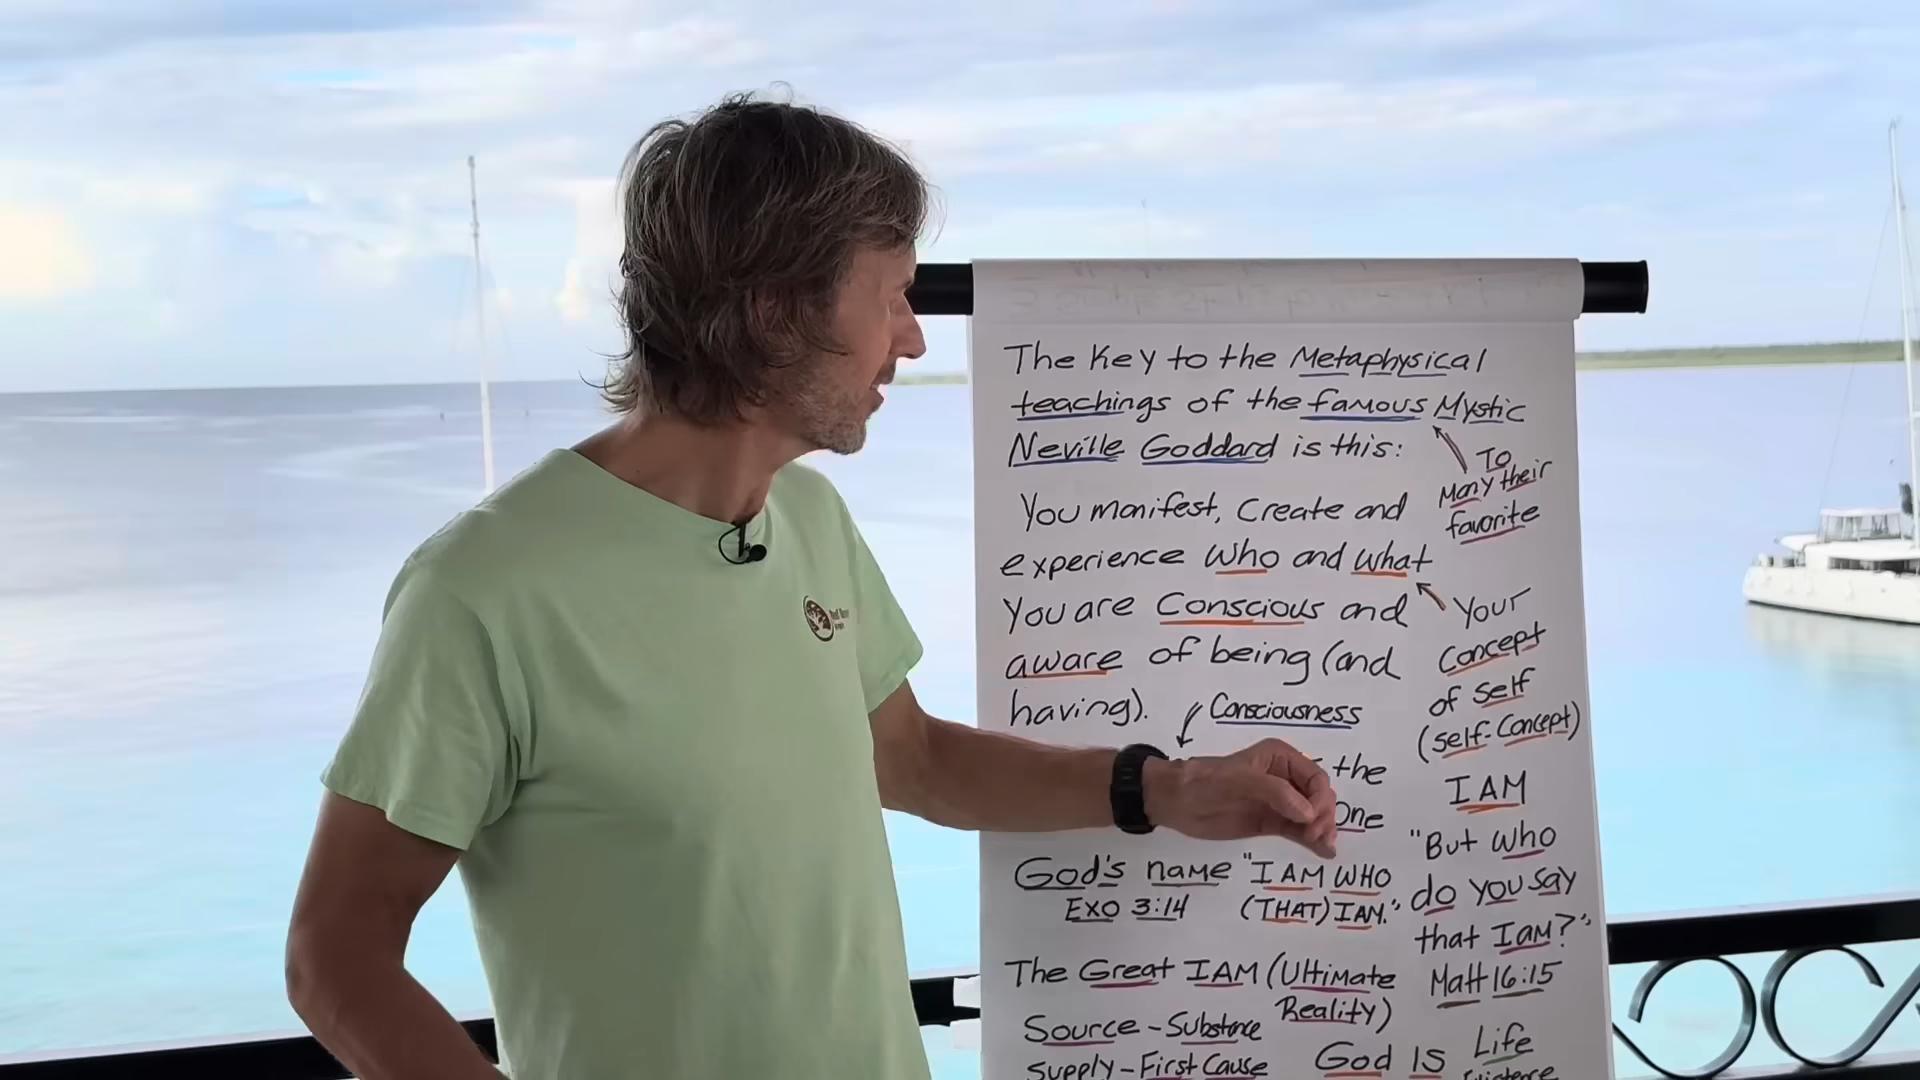 The Key to the Metaphysical
teachings of the famous Mystic
Neville Goddard is this:
To
Many their
favorite
You manifest, Create and
experience Who and what
You are Conscious and
aware of being (and
having).
Your
Concept
of self
(self-Concept)
Consciousness
the
One
I AM
God's name "I AM WHO
EXO 3:14 (THAT) I AM."
"But who
do you say
that I am?"
Matt 16:15
The Great I AM (Ultimate
Reality)
Source - Substance
Supply - First Cause
God IS Life